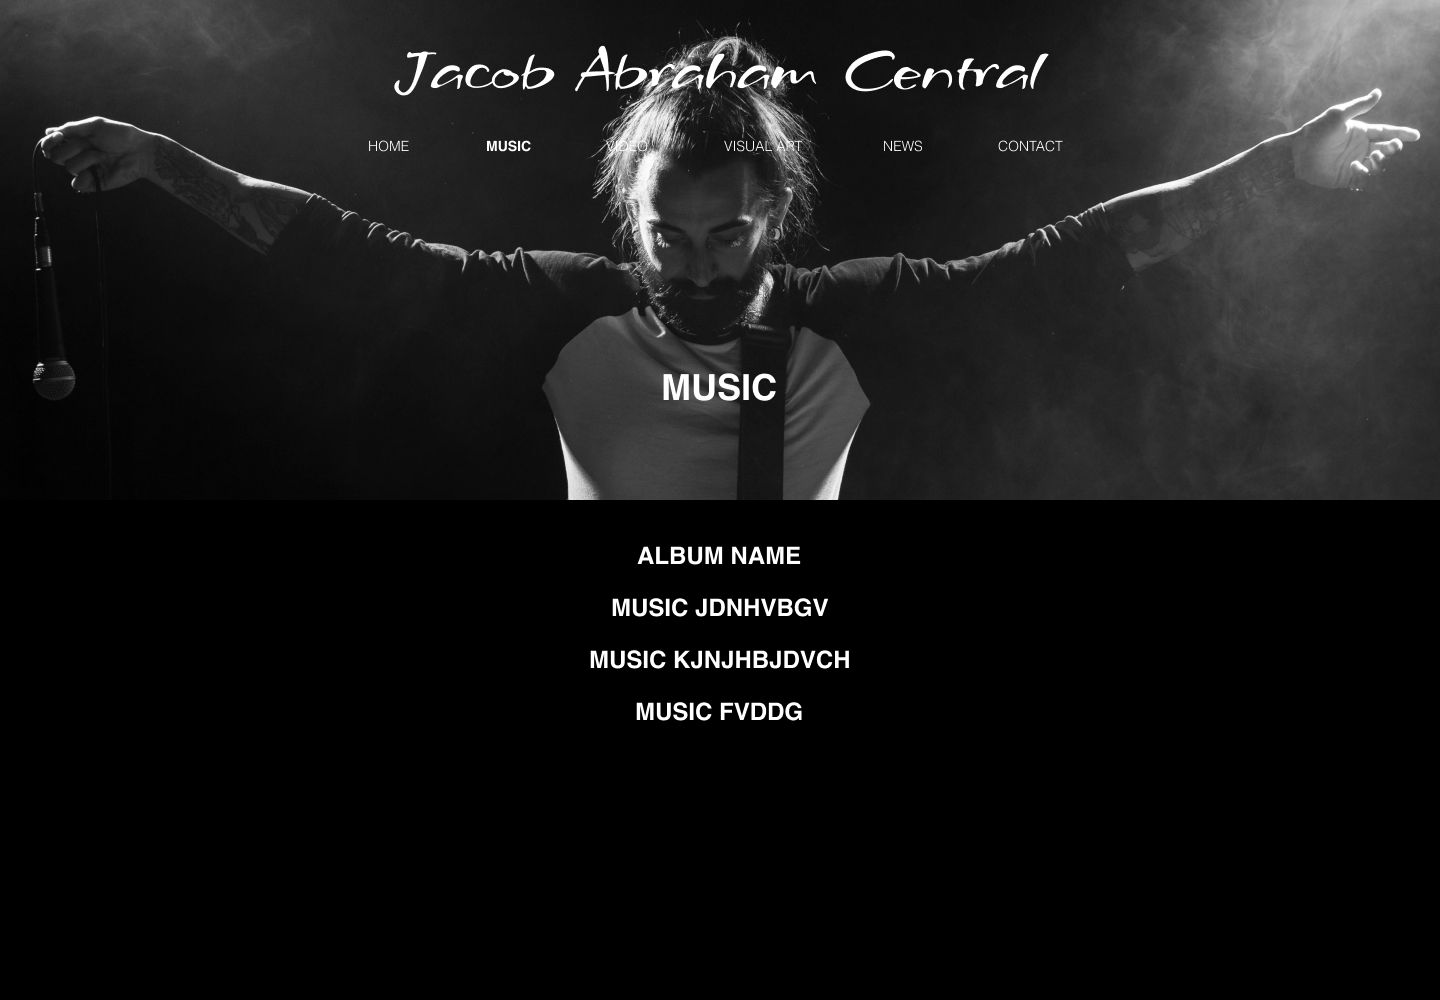 Jacob Abraham Central
HOME MUSIC VIDEO VISUAL ART NEWS CONTACT
MUSIC
ALBUM NAME
MUSIC JDNHVBGV
MUSIC KJNJHBJDVCH
MUSIC FVDDG